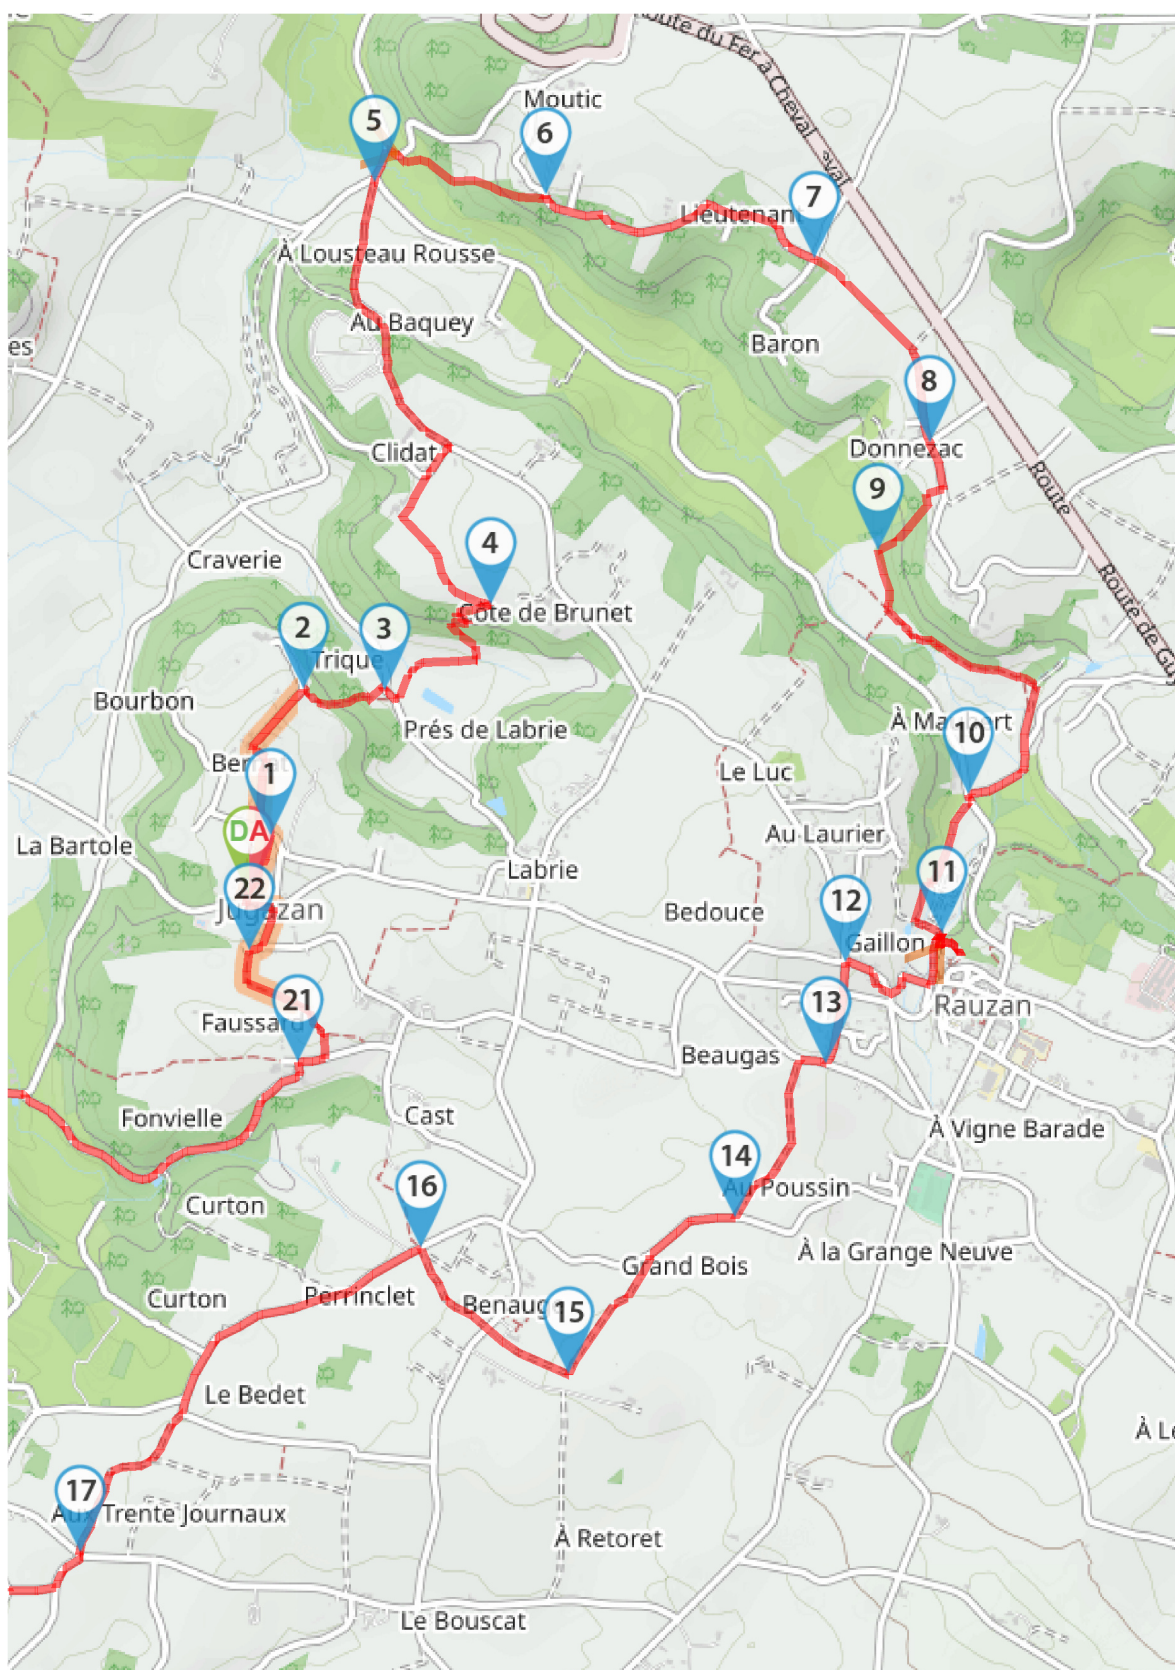 Route du Fer à Cheval
Moutic
5
6
7
Lieutenant
À Lousteau Rousse
Au Baquey
es
Baron
8
Clidat
Donnezac
9
Route
4
Craverie
Route de Guy
Côte de Brunet
2
3
Trique
Bourbon
À Ma
rt
10
Prés de Labrie
Ber
1
Le Luc
DA
Au Laurier
La Bartole
Labrie
11
22
12
Jugazan
Bedouce
Gaillon
21
13
Rauzan
Faussard
Beaugas
Fonvielle
Cast
À Vigne Barade
14
16
Au Poussin
Curton
À la Grange Neuve
Grand Bois
Curton
Perrinclet
Benaug
15
Le Bedet
À Le
17
Aux Trente Journaux
À Retoret
Le Bouscat